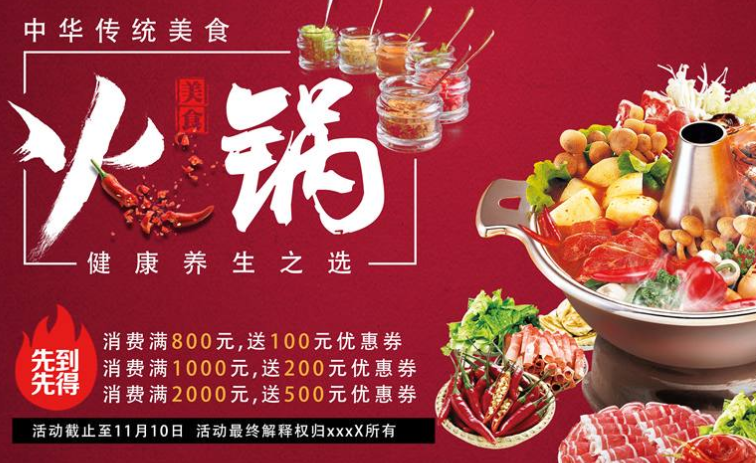 中华传统美食
火锅
美食
健康养生之选
先到
先得
消费满800元,送100元优惠券
消费满1000元,送200元优惠券
消费满2000元,送500元优惠券
活动截止至11月10日 活动最终解释权归xxxX所有